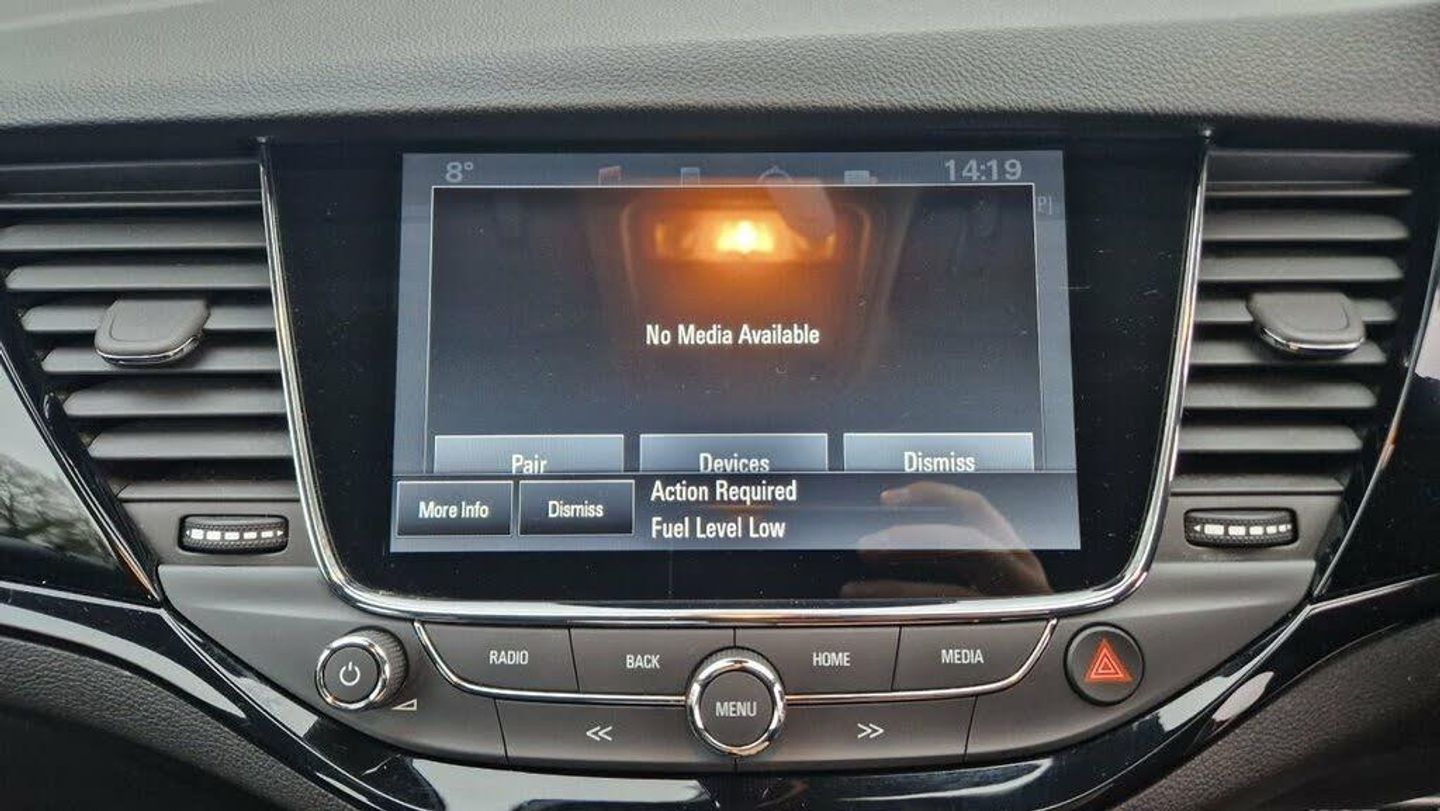 8° 14:19
P]
No Media Available
Pair Devices Dismiss
More Info Dismiss Action Required
Fuel Level Low
RADIO BACK HOME MEDIA
MENU